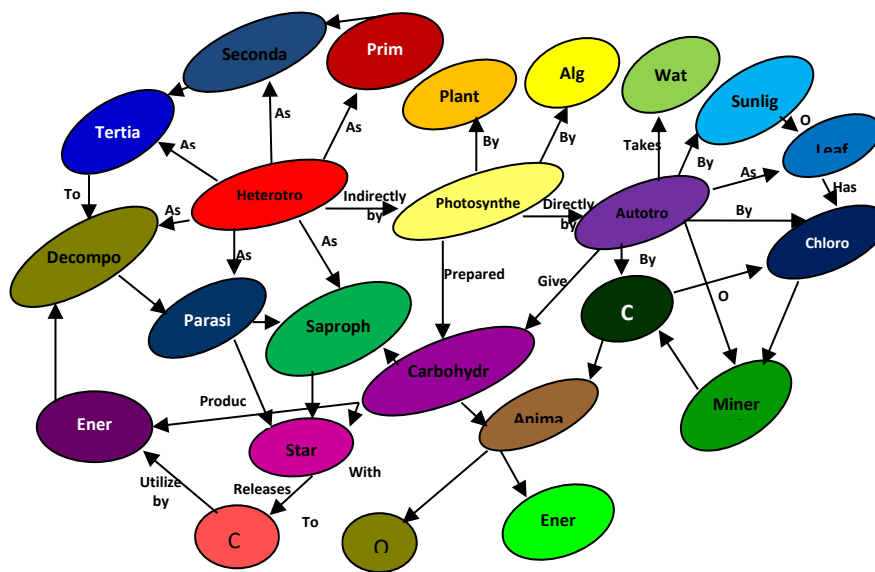 Prim
Seconda
Alg
Wat
Plant
Sunlig
O
Tertia
As
As
As
By
By
Takes
By
Leaf
As
Has
To
As
Heterotro
Indirectly
by
Photosynthe
Directly
by
Autotro
By
Chloro
Decompo
As
As
Prepared
By
Give
O
Parasi
Saproph
C
Carbohydr
Miner
Produc
Anima
Ener
Star
With
Utilize
by
Releases
To
Ener
C
O